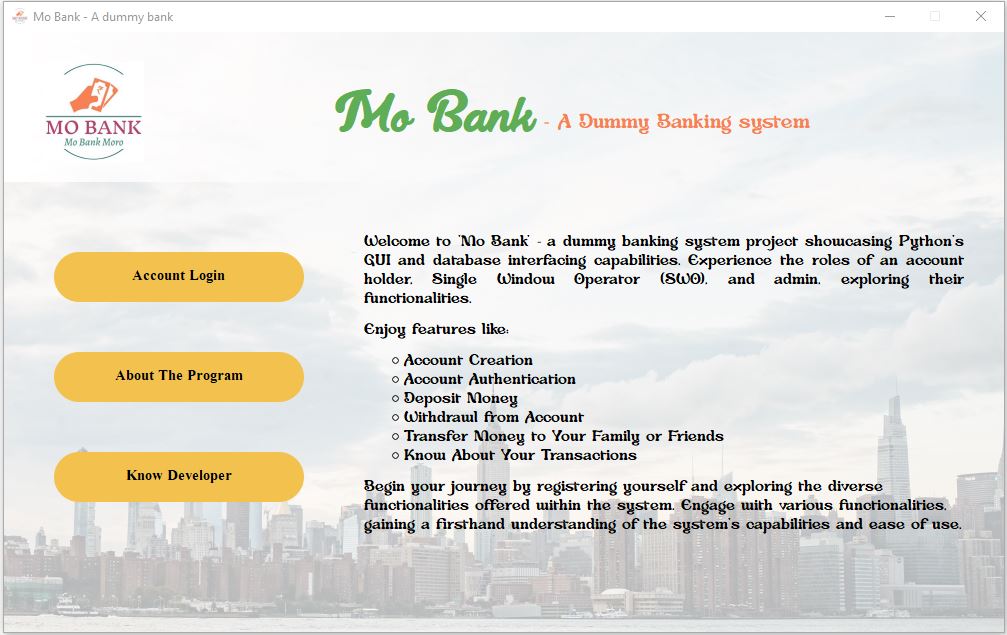 Mo Bank - A dummy bank
MO BANK
Mo Bank Moro
Mo Bank - A Dummy Banking system
Account Login
About The Program
Know Developer
Welcome to 'Mo Bank' - a dummy banking system project showcasing Python's
GUI and database interfacing capabilities. Experience the roles of an account
holder, Single Window Operator (SWO), and admin, exploring their
functionalities.
Enjoy features like:
Account Creation
Account Authentication
Deposit Money
Withdrawl from Account
Transfer Money to Your Family or Friends
Know About Your Transactions
Begin your journey by registering yourself and exploring the diverse
functionalities offered within the system. Engage with various functionalities,
gaining a firsthand understanding of the system's capabilities and ease of use.